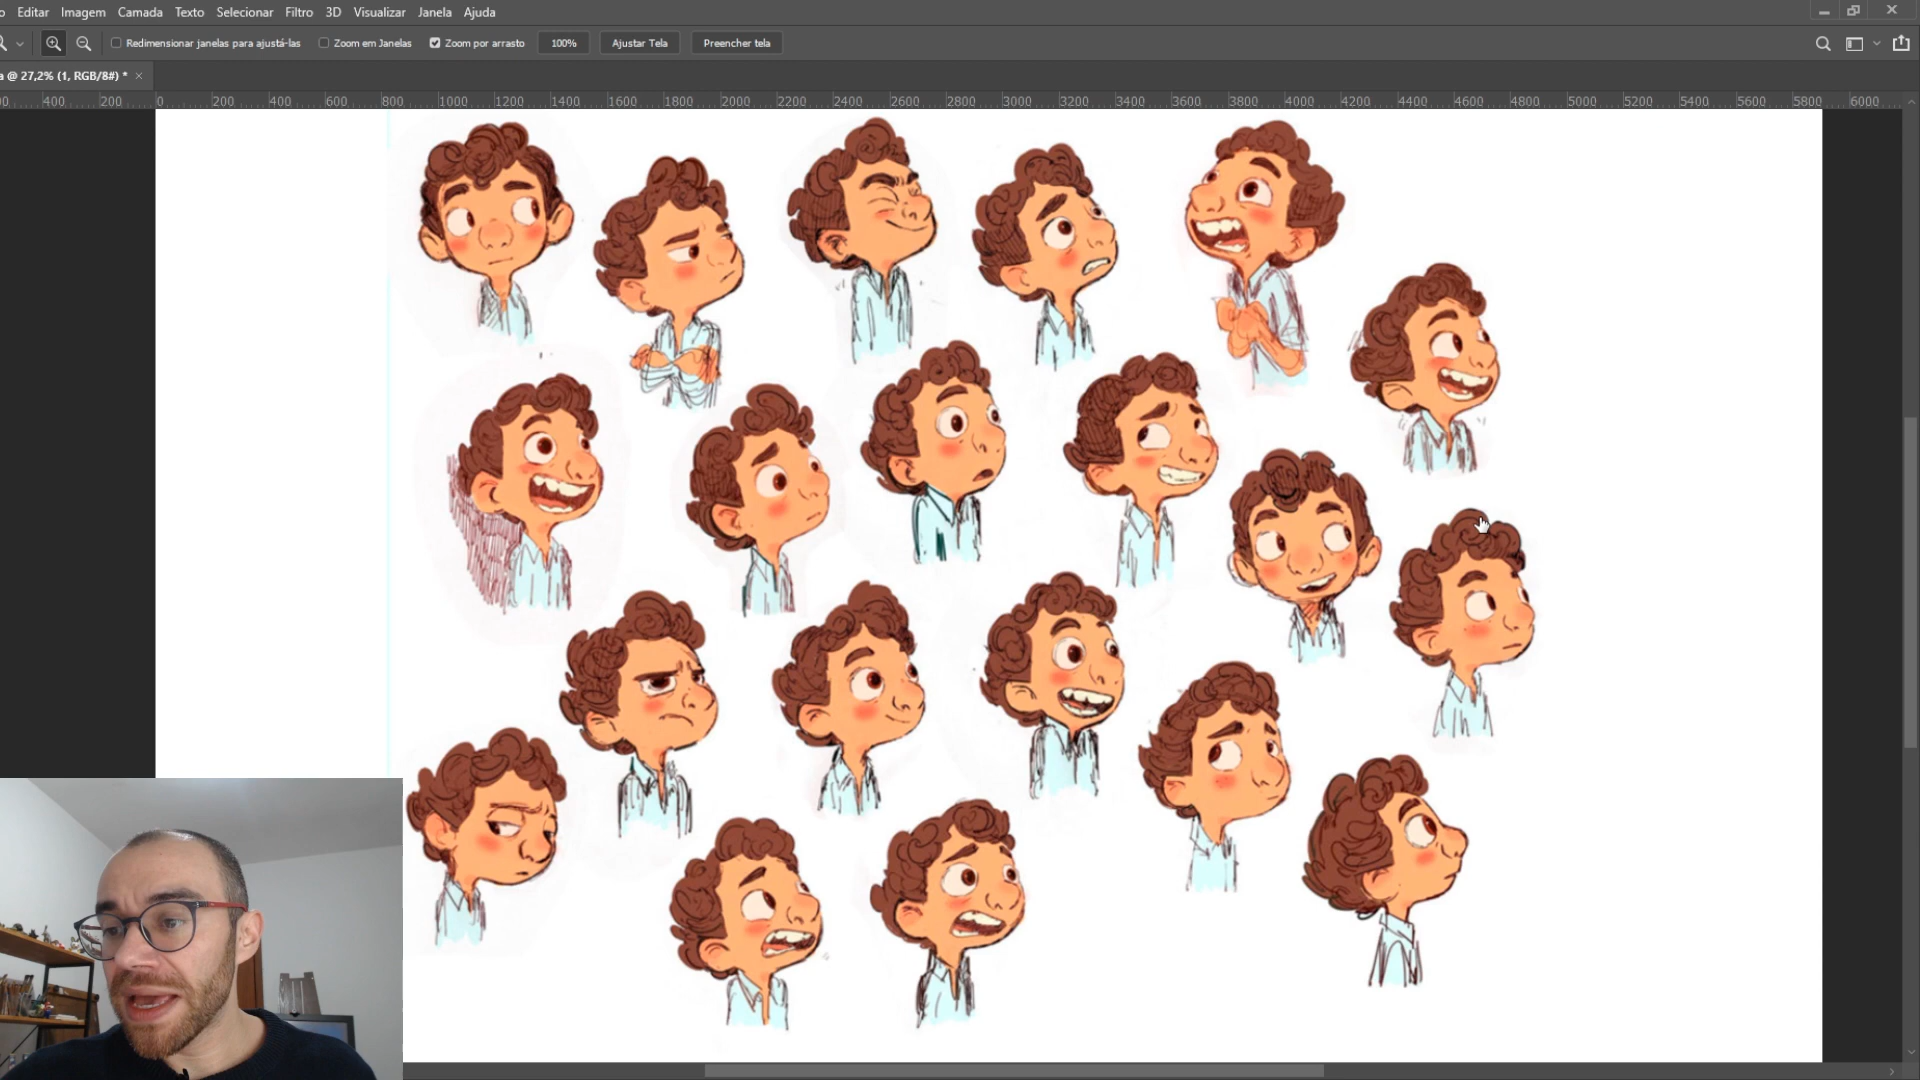 Editar Imagem Camada Texto Selecionar Filtro 3D Visualizar Janela Ajuda
Redimensionar janelas para ajustá-las Zoom em Janelas Zoom por arrasto 100% Ajustar Tela Preencher tela
a @ 27,2% (1, RGB/8#) * ×
400 200 0 200 400 600 800 1000 1200 1400 1600 1800 2000 2200 2400 2600 2800 3000 3200 3400 3600 3800 4000 4200 4400 4600 4800 5000 5200 5400 5600 5800 6000